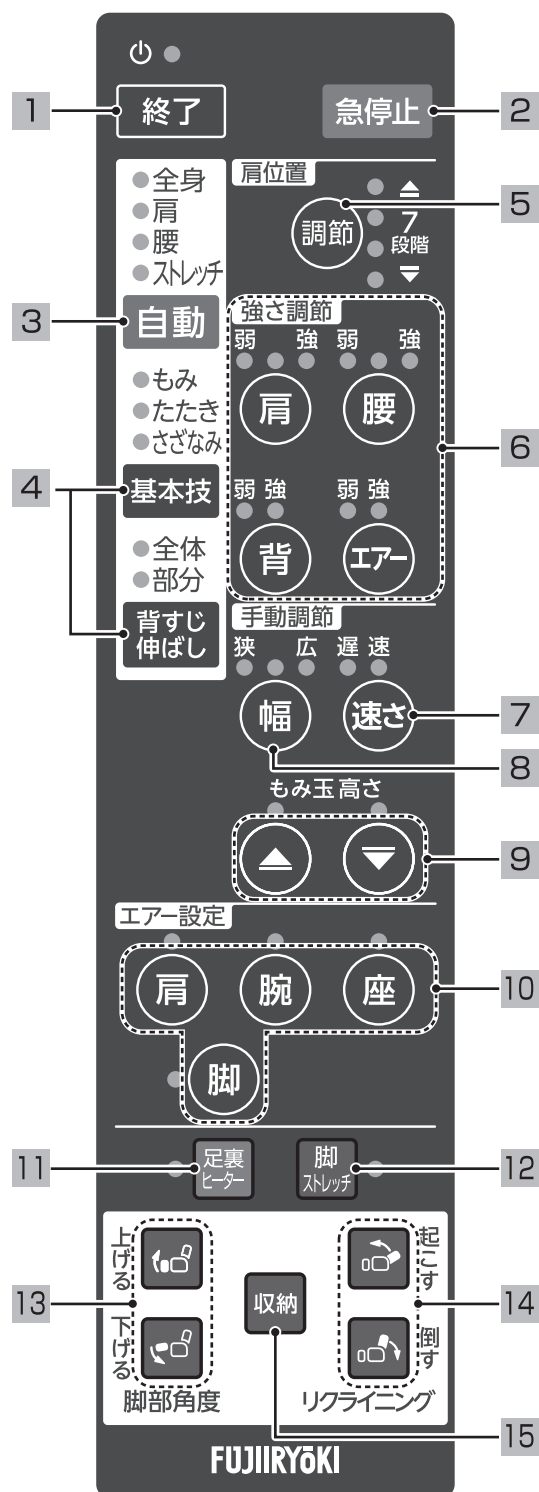 1
終了
急停止
2
全身
肩
腰
ストレッチ
3
自動
もみ
たたき
さざなみ
4
基本技
全体
部分
背すじ
伸ばし
肩位置
調節
7
段階
5
強さ調節
弱 強 弱 強
肩 腰
弱 強 弱 強
背 エアー
6
手動調節
狭 広 遅 速
幅 速さ
7
8
もみ玉高さ
9
エアー設定
肩 腕 座
10
脚
11
足裏
ヒーター
脚
ストレッチ
12
上げる
下げる
13
脚部角度
収納
起こす
倒す
14
リクライニング
15
FUJIIRYōKI